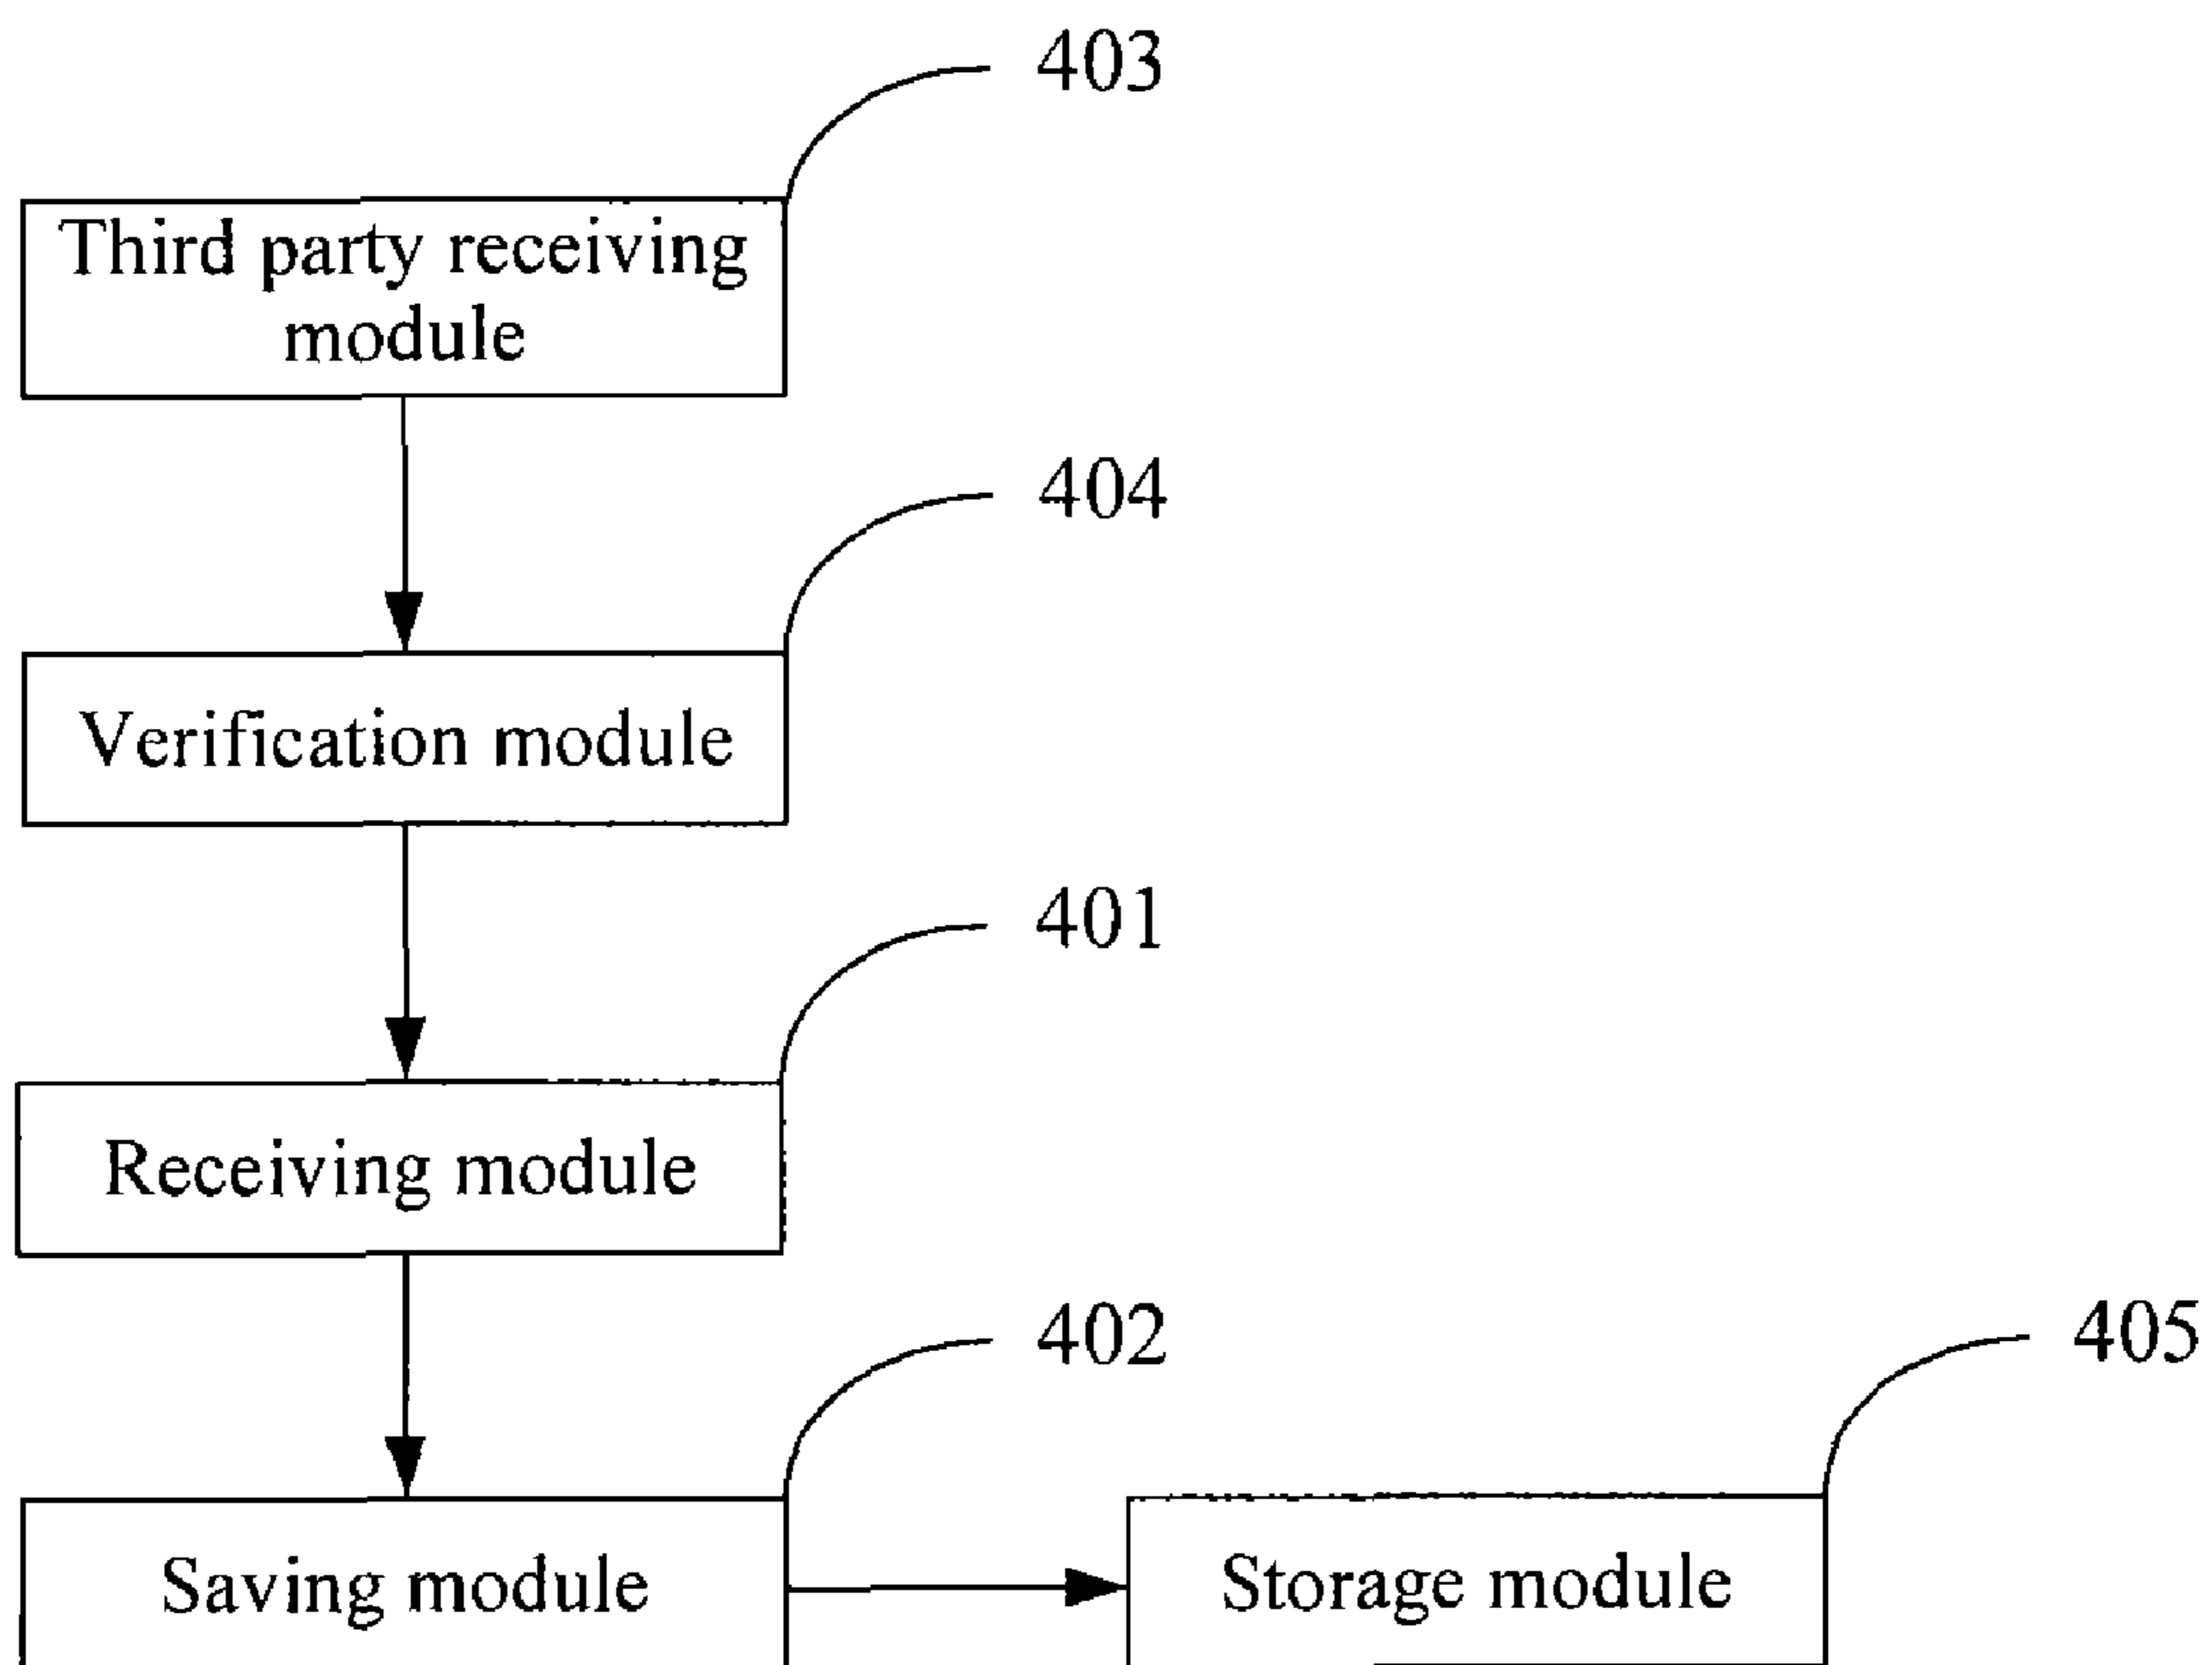 403
Third party receiving
module
404
Verification module
401
Receiving module
402
405
Saving module
Storage module